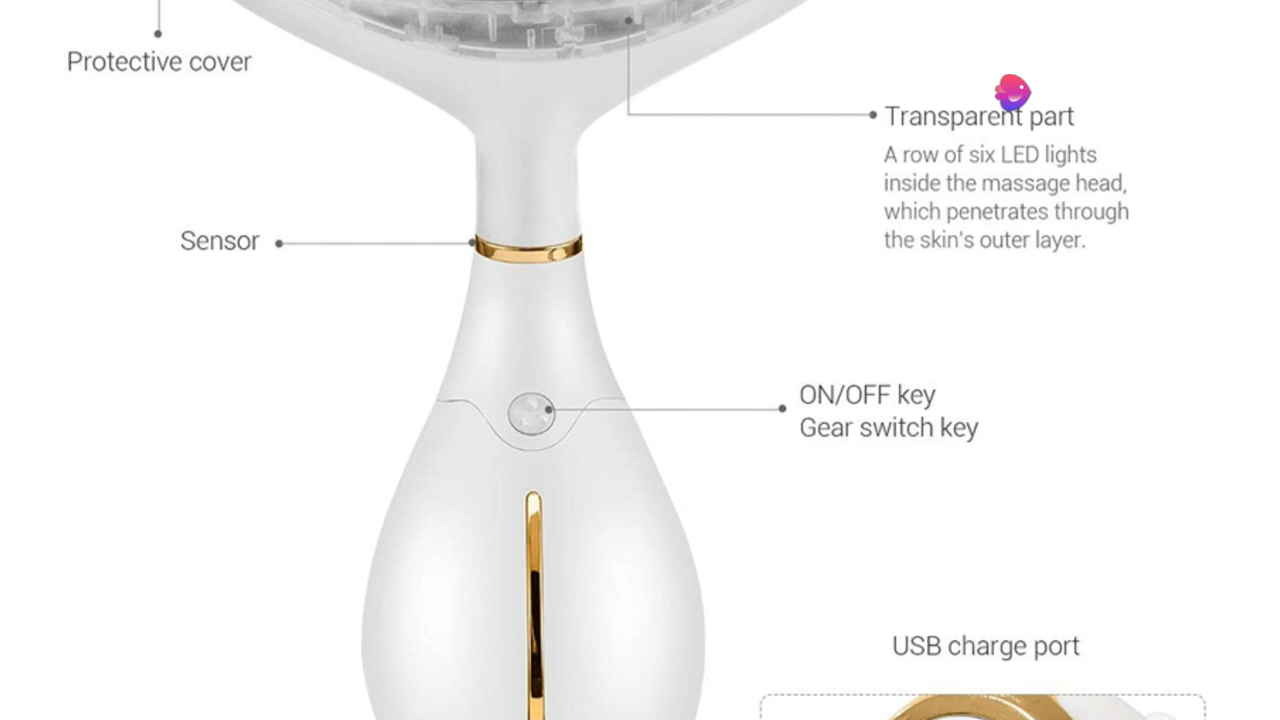 Protective cover
Transparent part
A row of six LED lights
inside the massage head,
which penetrates through
the skin's outer layer.
Sensor
ON/OFF key
Gear switch key
USB charge port